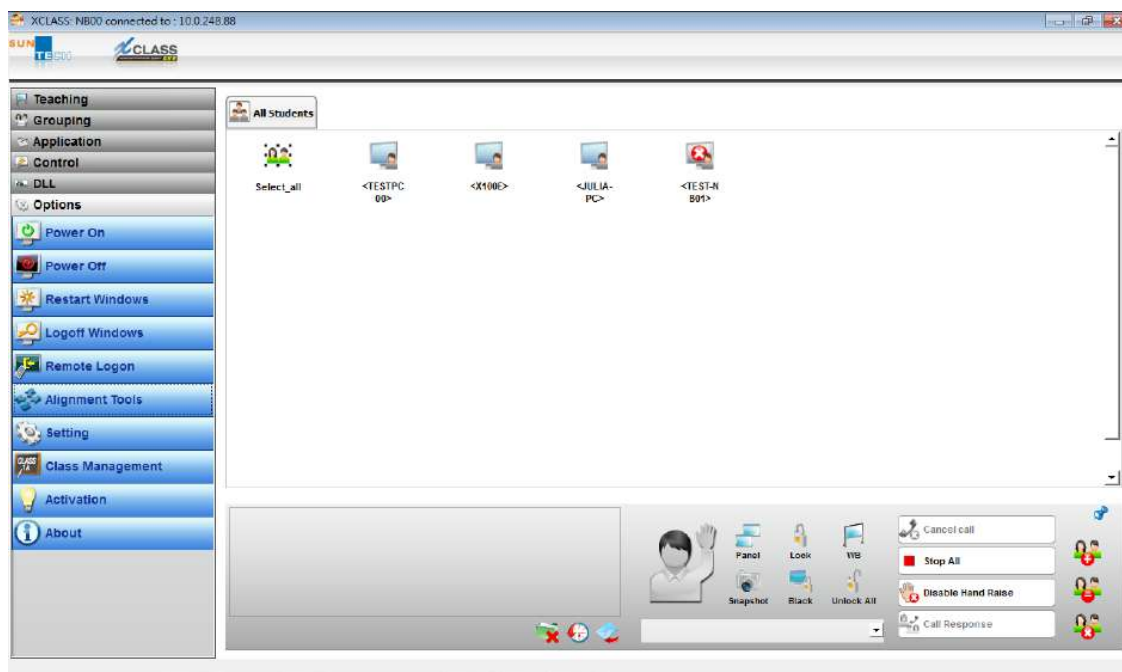 XCLASS: NB00 connected to : 10.0.248.88
SUN
TECH
XCLASS
Teaching
Grouping
Application
Control
DLL
Options
Power On
Power Off
Restart Windows
Logoff Windows
Remote Logon
Alignment Tools
Setting
Class Management
Activation
About
All Students
Select_all
<TESTPC
00>
<X100E>
<JULIA-
PC>
<TEST-N
B01>
Panel
Lock
WB
Snapshot
Black
Unlock All
Cancel call
Stop All
Disable Hand Raise
Call Response